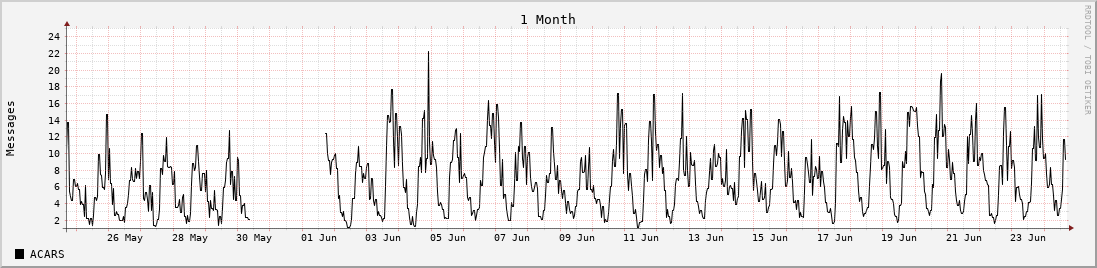 1 Month
RRDTOOL / TOBI OETIKER
Messages
24
22
20
18
16
14
12
10
8
6
4
2
26 May 28 May 30 May 01 Jun 03 Jun 05 Jun 07 Jun 09 Jun 11 Jun 13 Jun 15 Jun 17 Jun 19 Jun 21 Jun 23 Jun
ACARS